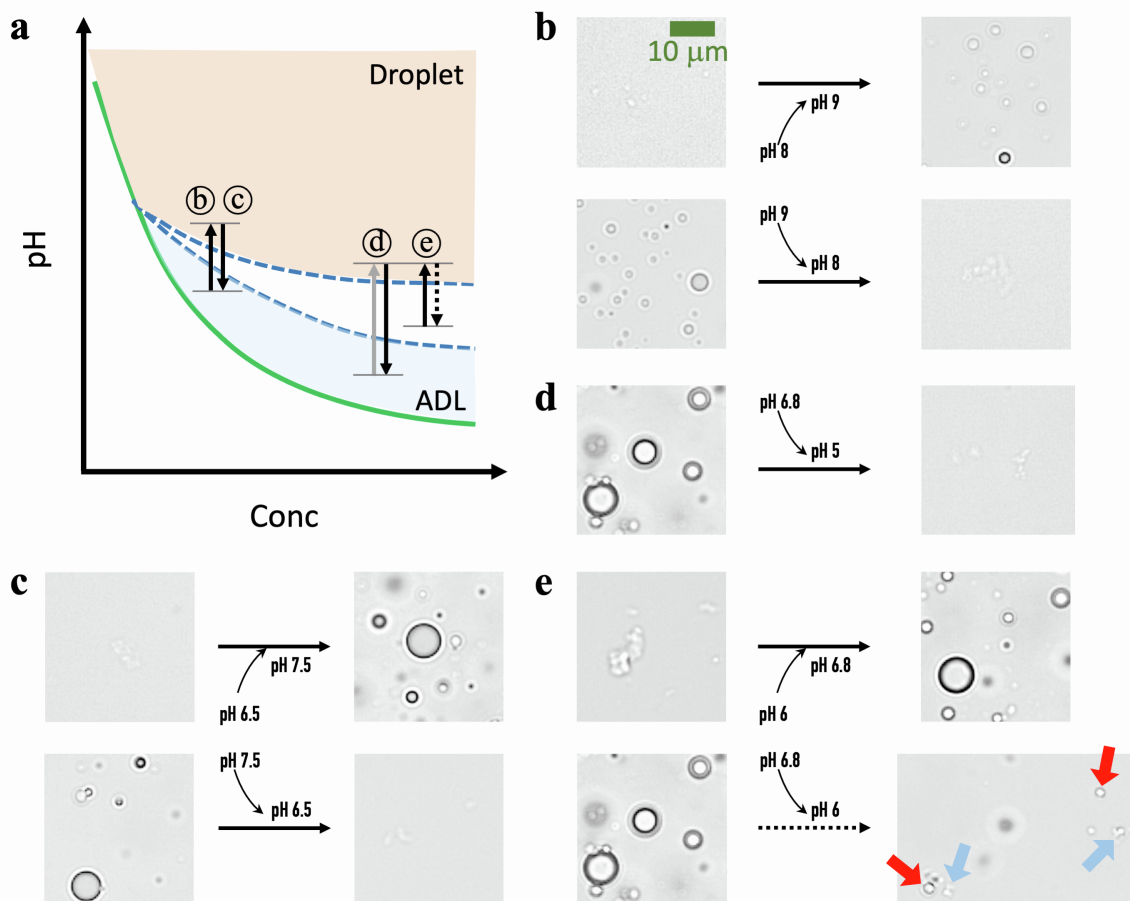 a
pH
Droplet
ⓑ ⓒ
ⓓ ⓔ
ADL
Conc
b
10 μm
pH 9
pH 8
pH 9
pH 8
d
pH 6.8
pH 5
c
pH 7.5
pH 6.5
pH 7.5
pH 6.5
e
pH 6.8
pH 6
pH 6.8
pH 6